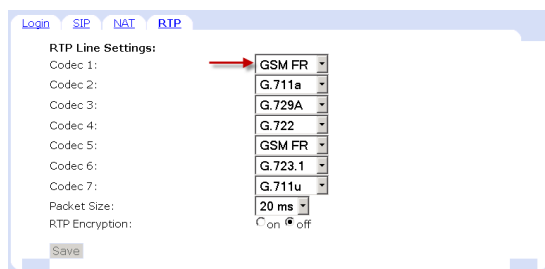 Login SIP NAT RTP
RTP Line Settings:
Codec 1: GSM FR
Codec 2: G.711a
Codec 3: G.729A
Codec 4: G.722
Codec 5: GSM FR
Codec 6: G.723.1
Codec 7: G.711u
Packet Size: 20 ms
RTP Encryption: on off
Save